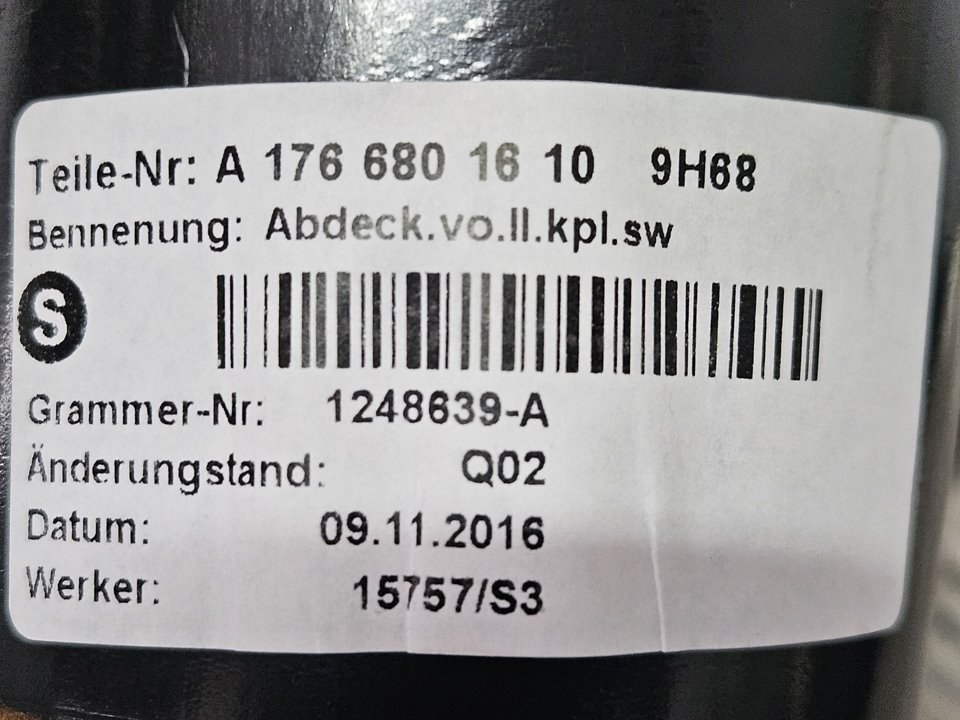 Teile-Nr: A 176 680 16 10 9H68
Bennenung: Abdeck.vo.ll.kpl.sw
S
Grammer-Nr: 1248639-A
Änderungstand: Q02
Datum: 09.11.2016
Werker: 15757/S3